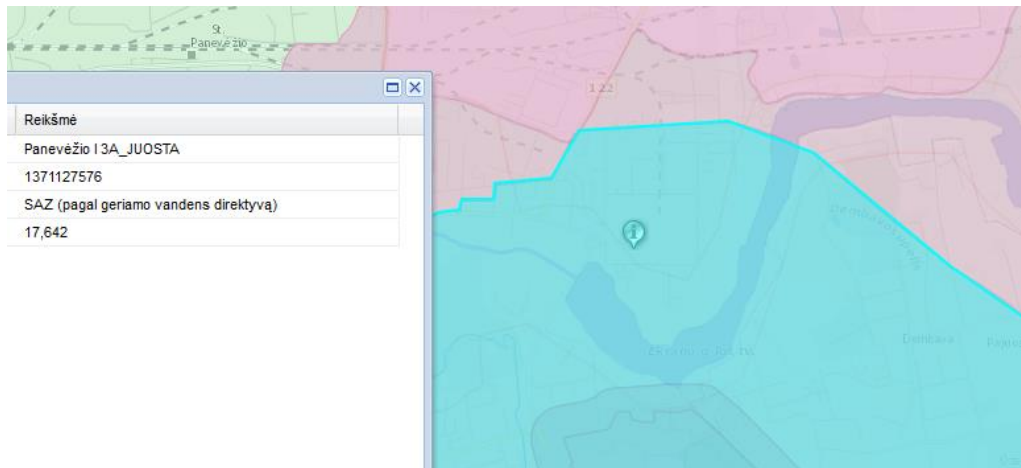 St.
Panevėžio
122
Reikšmė
Panevėžio I 3A_JUOSTA
1371127576
SAZ (pagal geriamo vandens direktyvą)
17,642
Dembava